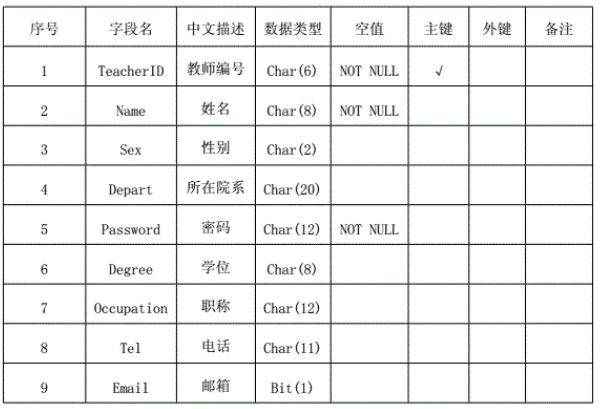 序号 字段名 中文描述 数据类型 空值 主键 外键 备注
1 TeacherID 教师编号 Char(6) NOT NULL √
2 Name 姓名 Char(8) NOT NULL
3 Sex 性别 Char(2)
4 Depart 所在院系 Char(20)
5 Password 密码 Char(12) NOT NULL
6 Degree 学位 Char(8)
7 Occupation 职称 Char(12)
8 Tel 电话 Char(11)
9 Email 邮箱 Bit(1)